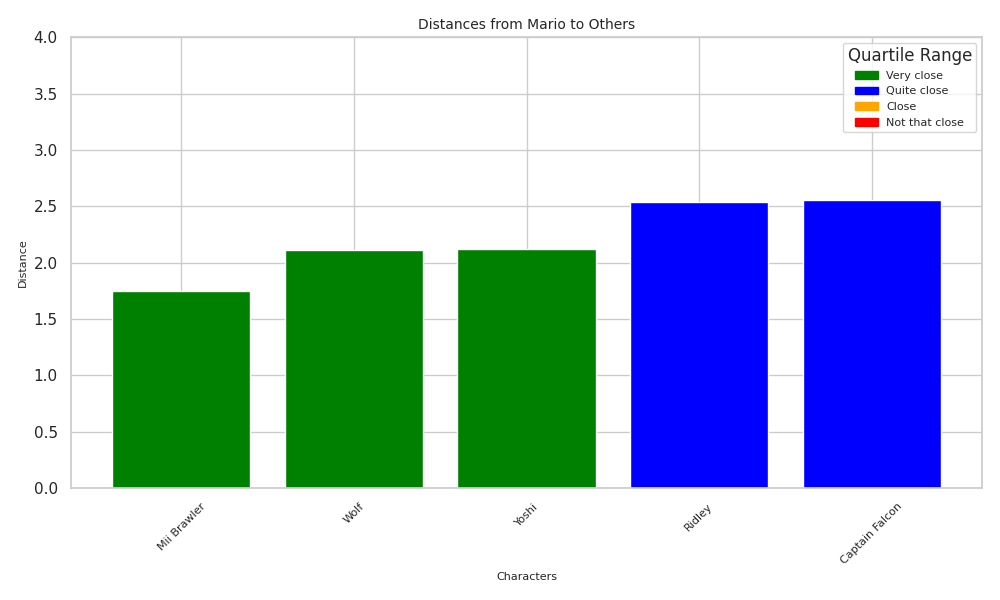 Distances from Mario to Others
4.0
3.5
3.0
2.5
2.0
1.5
1.0
0.5
0.0
Distance
Quartile Range
Very close
Quite close
Close
Not that close
Mii Brawler
Wolf
Yoshi
Ridley
Captain Falcon
Characters